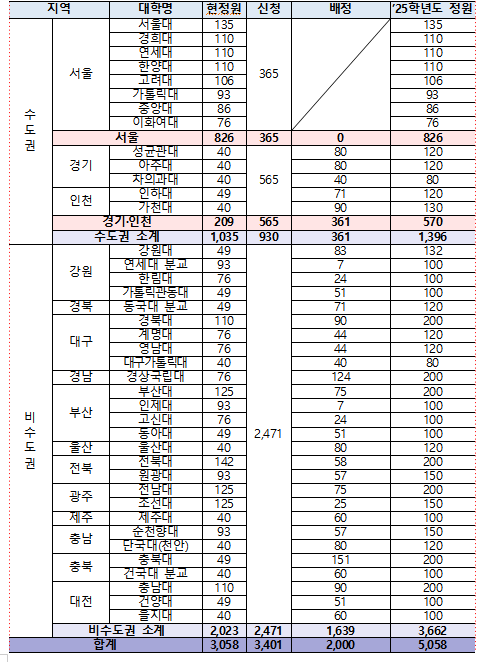 지역 대학명 현정원 신청 배정 '25학년도 정원
수도권 서울 서울대 135 365 135
경희대 110 110
연세대 110 110
한양대 110 110
고려대 106 106
가톨릭대 93 93
중앙대 86 86
이화여대 76 76
서울 826 365 0 826
경기 성균관대 40 565 80 120
아주대 40 80 120
차의과대 40 40 80
인천 인하대 49 71 120
가천대 40 90 130
경기·인천 209 565 361 570
수도권 소계 1,035 930 361 1,396
비수도권 강원 강원대 49 2,471 83 132
연세대 분교 93 7 100
한림대 76 24 100
가톨릭관동대 49 51 100
경북 동국대 분교 49 71 120
대구 경북대 110 90 200
계명대 76 44 120
영남대 76 44 120
대구가톨릭대 40 40 80
경남 경상국립대 76 124 200
부산 부산대 125 75 200
인제대 93 7 100
고신대 76 24 100
동아대 49 51 100
울산 울산대 40 80 120
전북 전북대 142 58 200
원광대 93 57 150
광주 전남대 125 75 200
조선대 125 25 150
제주 제주대 40 60 100
충남 순천향대 93 57 150
단국대(천안) 40 80 120
충북 충북대 49 151 200
건국대 분교 40 60 100
대전 충남대 110 90 200
건양대 49 51 100
을지대 40 60 100
비수도권 소계 2,023 2,471 1,639 3,662
합계 3,058 3,401 2,000 5,058